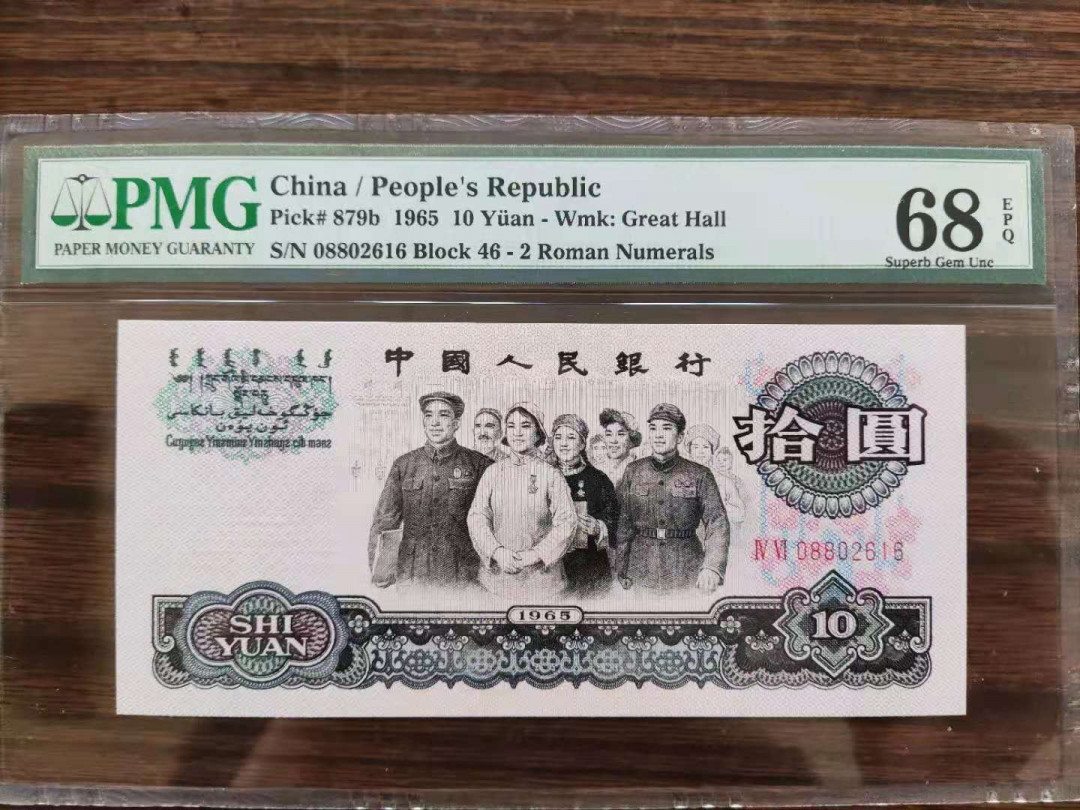 PMG
PAPER MONEY GUARANTY
China / People's Republic
Pick# 879b 1965 10 Yüan - Wmk: Great Hall
S/N 08802616 Block 46 - 2 Roman Numerals
68
EPQ
Superb Gem Unc
中國人民銀行
拾圓
ⅣⅥ 08802616
1965
SHI
YUAN
10